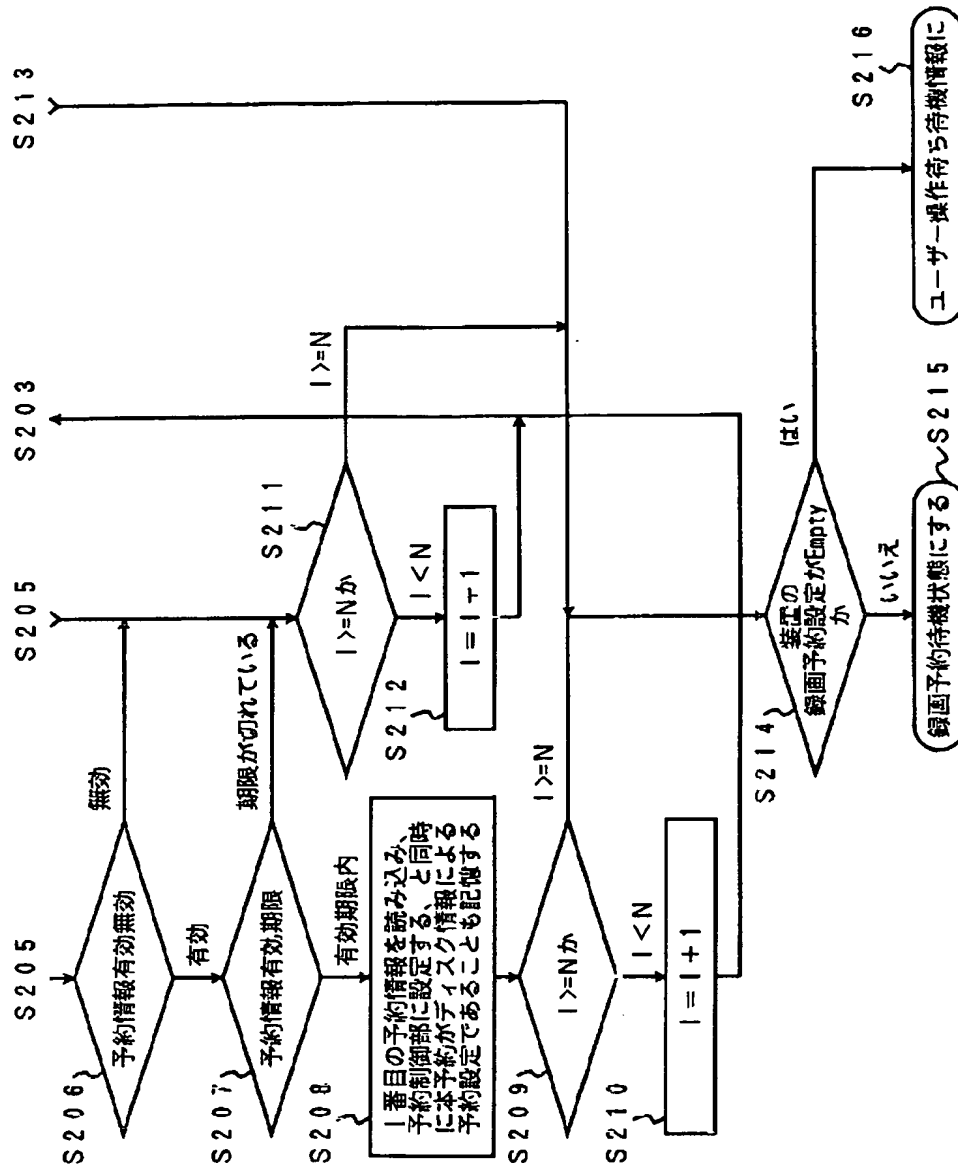 S205
S205
S203
S213
S206
予約情報有効無効
無効
有効
S207
予約情報有効期限
期限が切れている
有効期限内
S208
I番目の予約情報を読み込み、
予約制御部に設定する、と同時
に本予約がディスク情報による
予約設定であることも記憶する
S209
I>=Nか
I>=N
I<N
S210
I=I+1
S211
I>=Nか
I>=N
I<N
S212
I=I+1
S214
装置の
録画予約設定がEmpty
か
はい
いいえ
録画予約待機状態にする
S215
ユーザー操作待ち待機情報に
S216